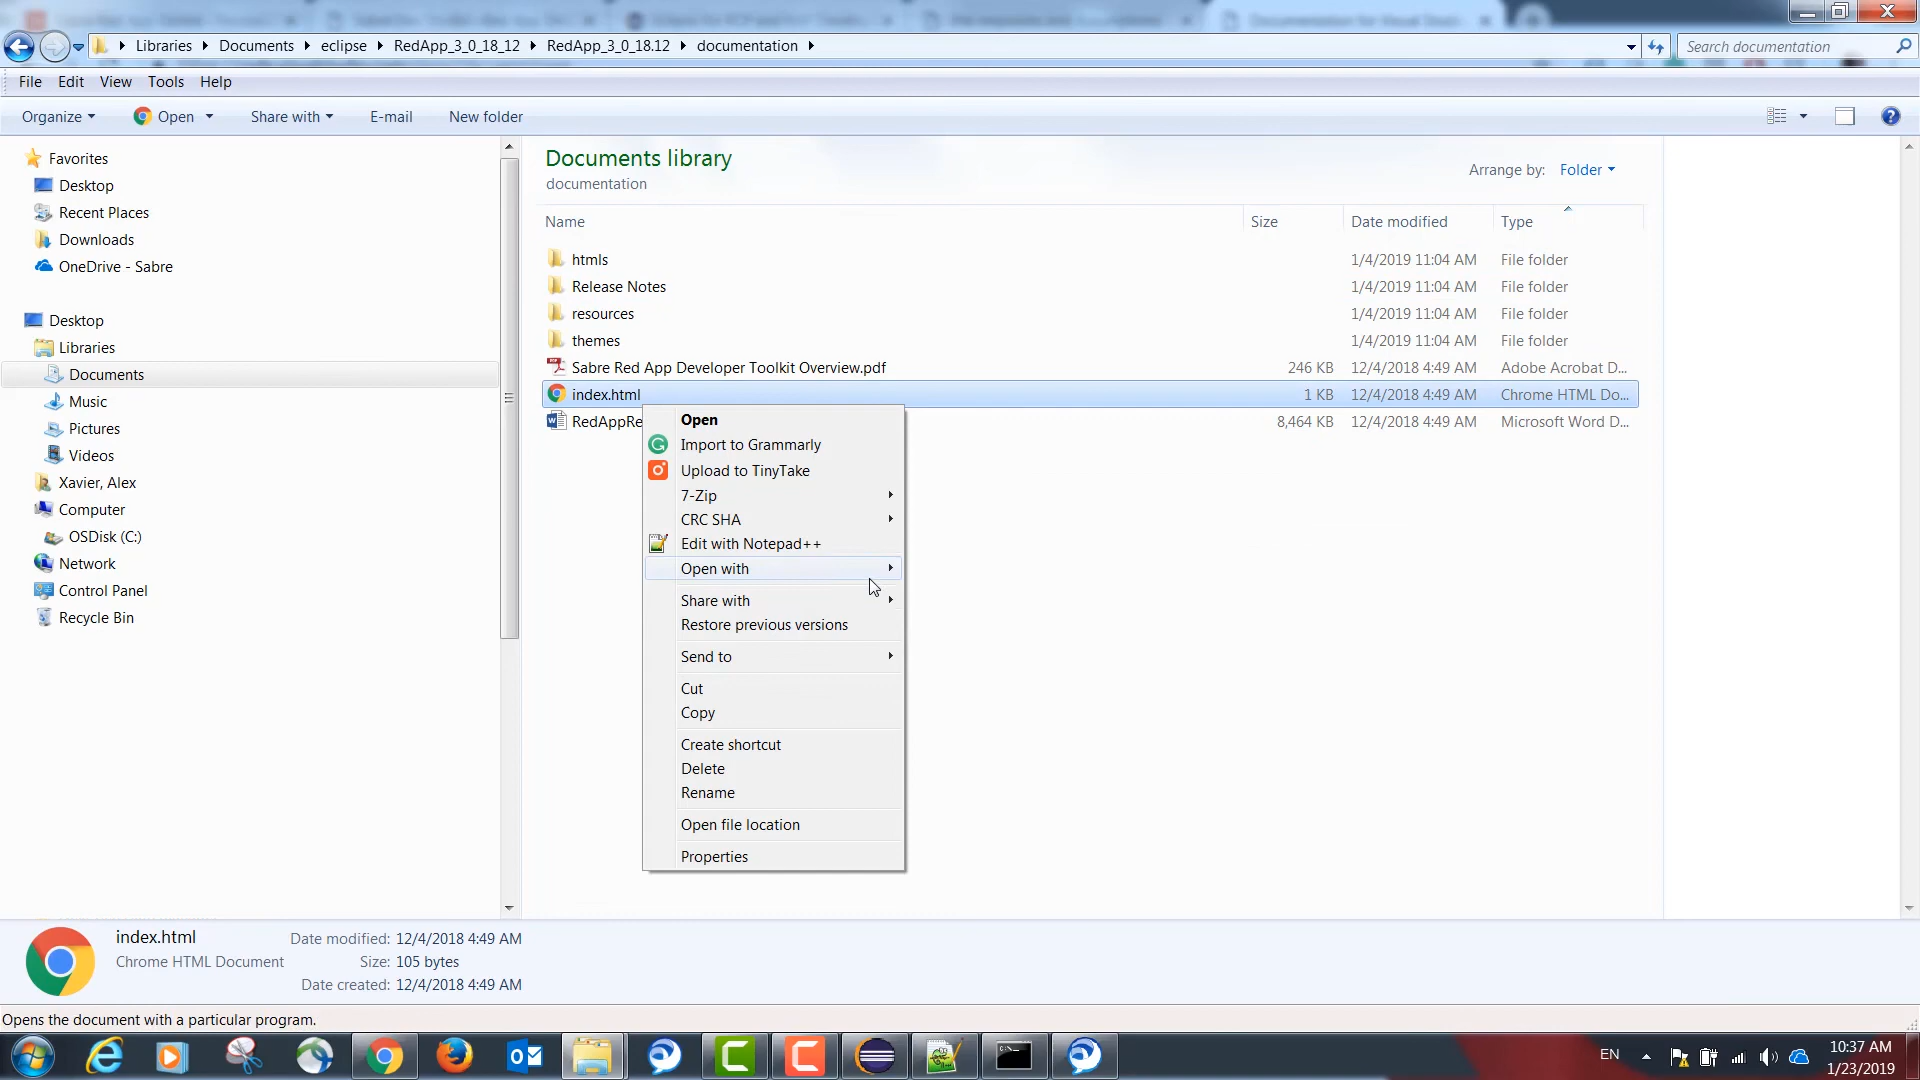 Libraries Documents eclipse RedApp_3_0_18_12 RedApp_3_0_18.12 documentation
Search documentation
File Edit View Tools Help
Organize Open Share with E-mail New folder
Favorites
Desktop
Recent Places
Downloads
OneDrive - Sabre
Desktop
Libraries
Documents
Music
Pictures
Videos
Xavier, Alex
Computer
OSDisk (C:)
Network
Control Panel
Recycle Bin
Documents library
documentation
Arrange by: Folder
Name Size Date modified Type
htmls 1/4/2019 11:04 AM File folder
Release Notes 1/4/2019 11:04 AM File folder
resources 1/4/2019 11:04 AM File folder
themes 1/4/2019 11:04 AM File folder
Sabre Red App Developer Toolkit Overview.pdf 246 KB 12/4/2018 4:49 AM Adobe Acrobat D...
index.html 1 KB 12/4/2018 4:49 AM Chrome HTML Do...
RedAppRe 8,464 KB 12/4/2018 4:49 AM Microsoft Word D...
Open
Import to Grammarly
Upload to TinyTake
7-Zip
CRC SHA
Edit with Notepad++
Open with
Share with
Restore previous versions
Send to
Cut
Copy
Create shortcut
Delete
Rename
Open file location
Properties
index.html
Chrome HTML Document
Date modified: 12/4/2018 4:49 AM
Size: 105 bytes
Date created: 12/4/2018 4:49 AM
Opens the document with a particular program.
EN
10:37 AM
1/23/2019